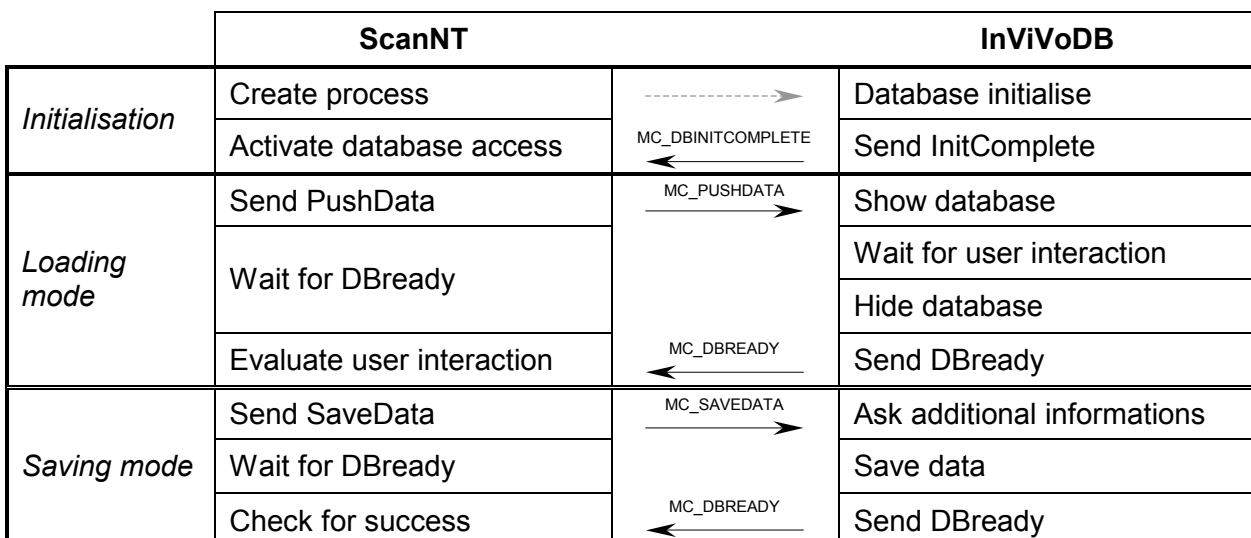 ScanNT InViVoDB
Initialisation
Create process Database initialise
Activate database access MC_DBINITCOMPLETE Send InitComplete
Loading
mode
Send PushData MC_PUSHDATA Show database
Wait for DBready Wait for user interaction
Hide database
Evaluate user interaction MC_DBREADY Send DBready
Saving mode
Send SaveData MC_SAVEDATA Ask additional informations
Wait for DBready Save data
Check for success MC_DBREADY Send DBready